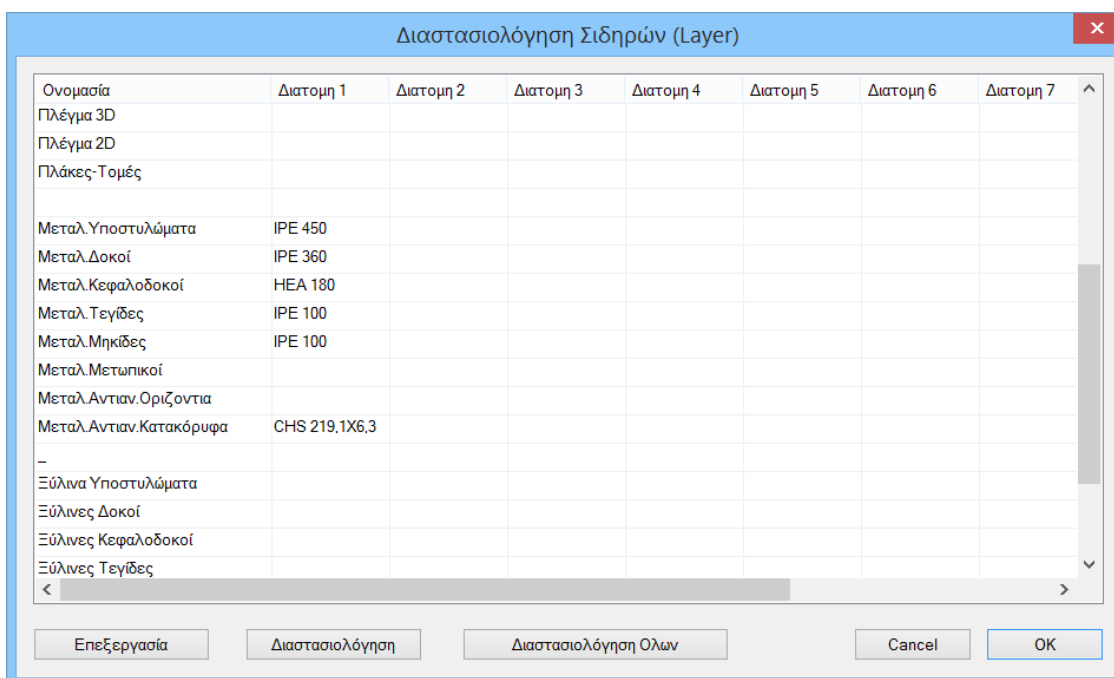 Διαστασιολόγηση Σιδηρών (Layer)
Ονομασία Διατομη 1 Διατομη 2 Διατομη 3 Διατομη 4 Διατομη 5 Διατομη 6 Διατομη 7
Πλέγμα 3D
Πλέγμα 2D
Πλάκες-Τομές
Μεταλ.Υποστυλώματα IPE 450
Μεταλ.Δοκοί IPE 360
Μεταλ.Κεφαλοδοκοί HEA 180
Μεταλ.Τεγίδες IPE 100
Μεταλ.Μηκίδες IPE 100
Μεταλ.Μετωπικοί
Μεταλ.Αντιαν.Οριζοντια
Μεταλ.Αντιαν.Κατακόρυφα CHS 219,1X6,3
_
Ξύλινα Υποστυλώματα
Ξύλινες Δοκοί
Ξύλινες Κεφαλοδοκοί
Ξύλινες Τεγίδες
Επεξεργασία Διαστασιολόγηση Διαστασιολόγηση Ολων Cancel OK